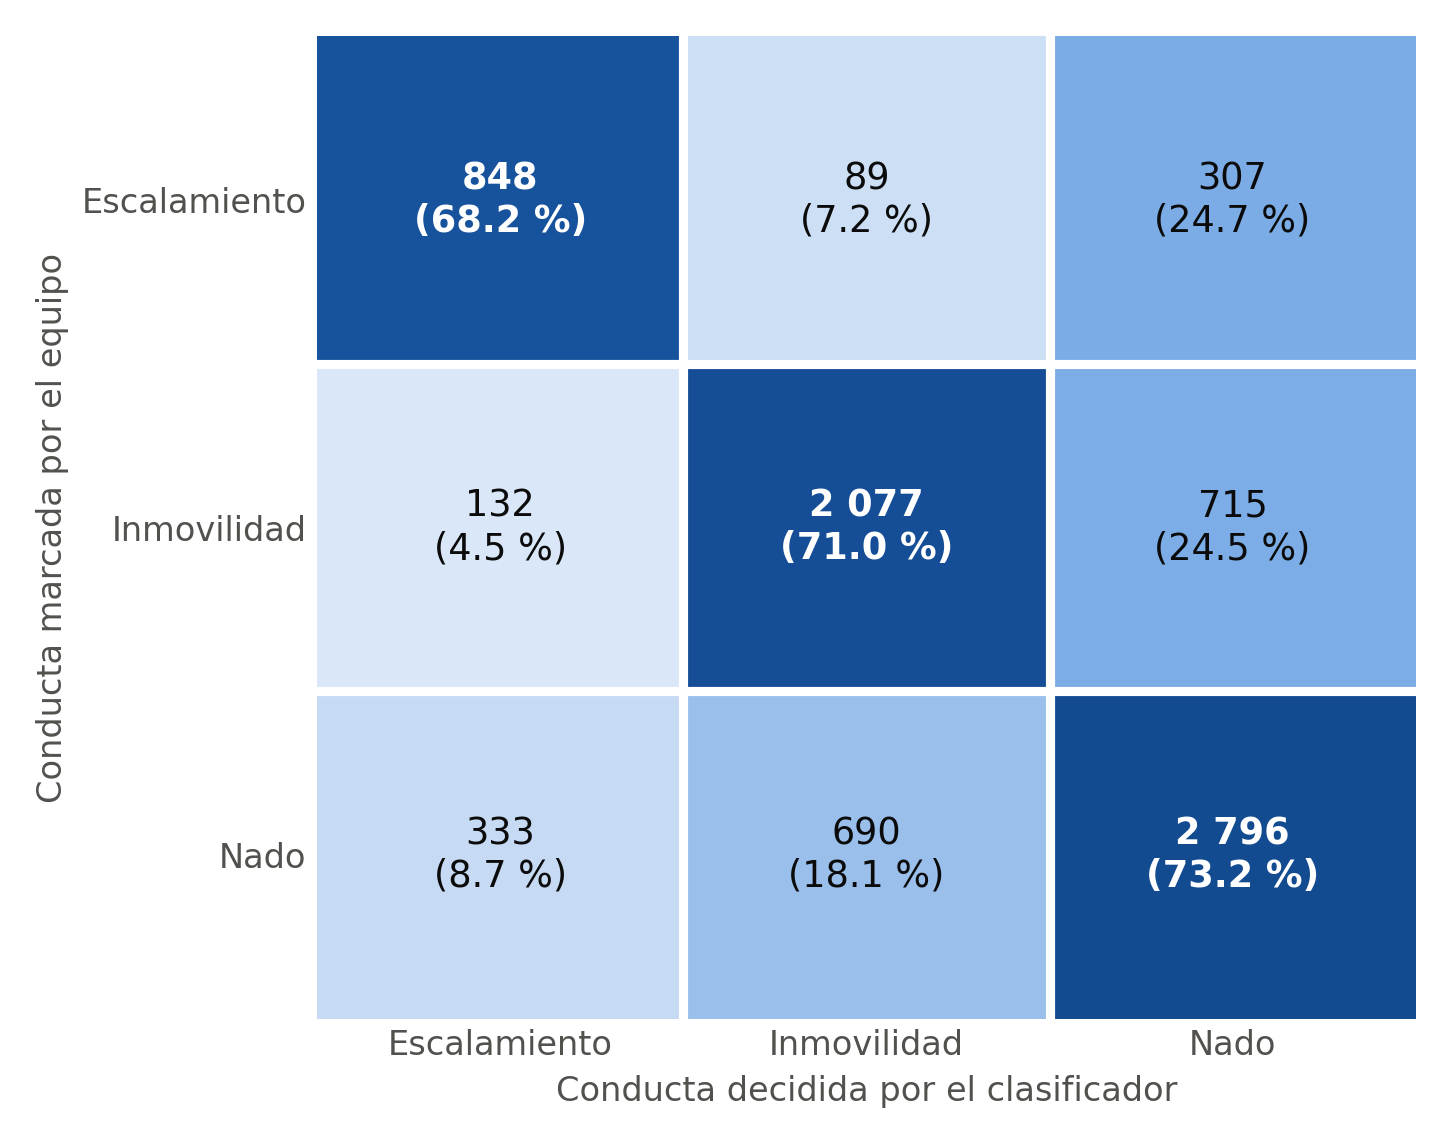 Conducta marcada por el equipo
Escalamiento
848
(68.2 %)
89
(7.2 %)
307
(24.7 %)
Inmovilidad
132
(4.5 %)
2 077
(71.0 %)
715
(24.5 %)
Nado
333
(8.7 %)
690
(18.1 %)
2 796
(73.2 %)
Escalamiento
Inmovilidad
Nado
Conducta decidida por el clasificador